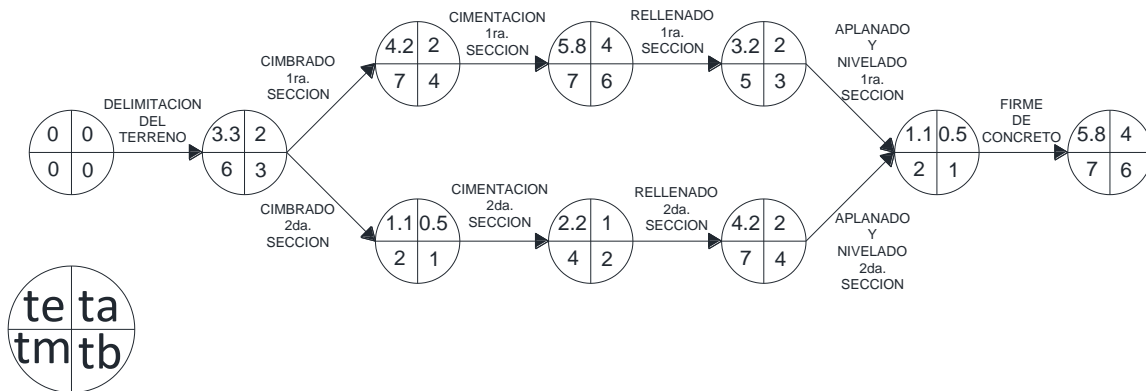 4.2 2
7 4
CIMENTACION
1ra.
SECCION
5.8 4
7 6
RELLENADO
1ra.
SECCION
3.2 2
5 3
APLANADO
Y
NIVELADO
1ra.
SECCION
CIMBRADO
1ra.
SECCION
0 0
0 0
DELIMITACION
DEL
TERRENO
3.3 2
6 3
1.1 0.5
2 1
FIRME
DE
CONCRETO
5.8 4
7 6
CIMBRADO
2da.
SECCION
1.1 0.5
2 1
CIMENTACION
2da.
SECCION
2.2 1
4 2
RELLENADO
2da.
SECCION
4.2 2
7 4
APLANADO
Y
NIVELADO
2da.
SECCION
te ta
tm tb